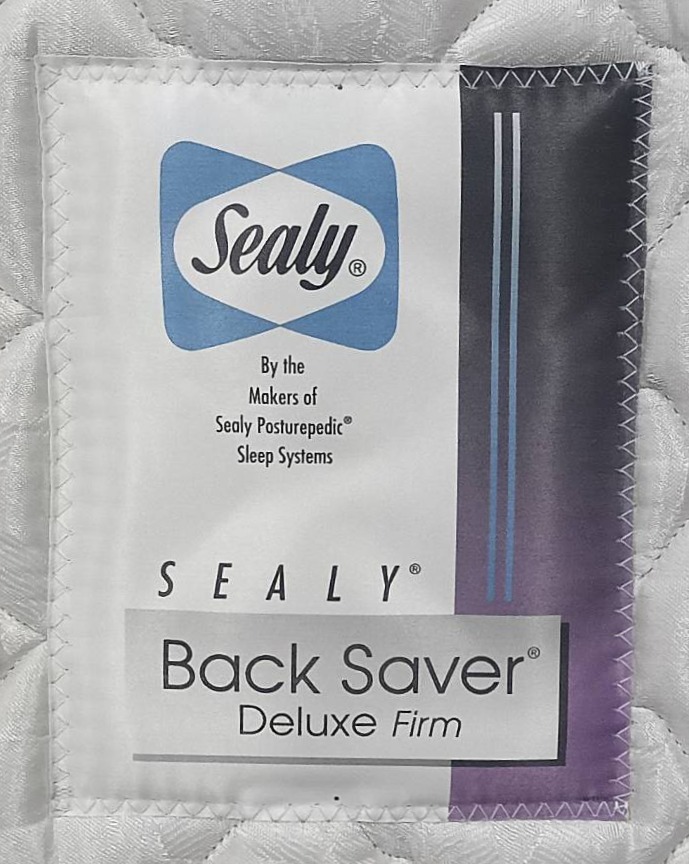 Sealy®
By the
Makers of
Sealy Posturepedic®
Sleep Systems
SEALY®
Back Saver®
Deluxe Firm